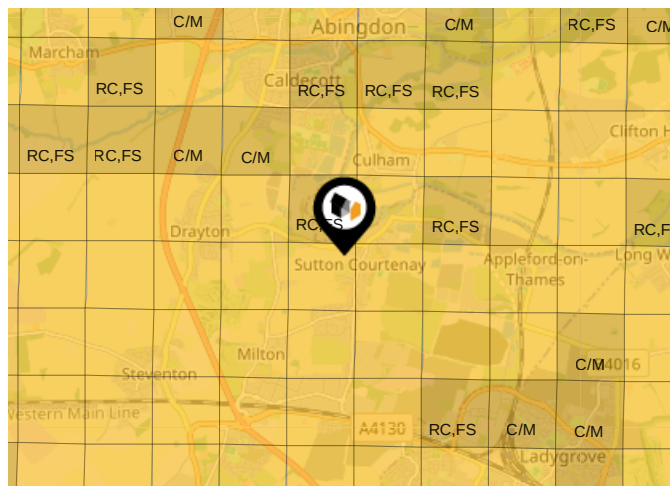 C/M
Abingdon
C/M
RC,FS
Marcham
RC,FS
Caldecott
RC,FS
RC,FS
RC,FS
Clifton H
RC,FS
RC,FS
C/M
C/M
Culham
Drayton
RC,FS
RC,FS
RC,F
Sutton Courtenay
Appleford-on-
Thames
Long W
Milton
Steventon
C/M
4016
Western Main Line
A4130
RC,FS
C/M
C/M
Ladygrove